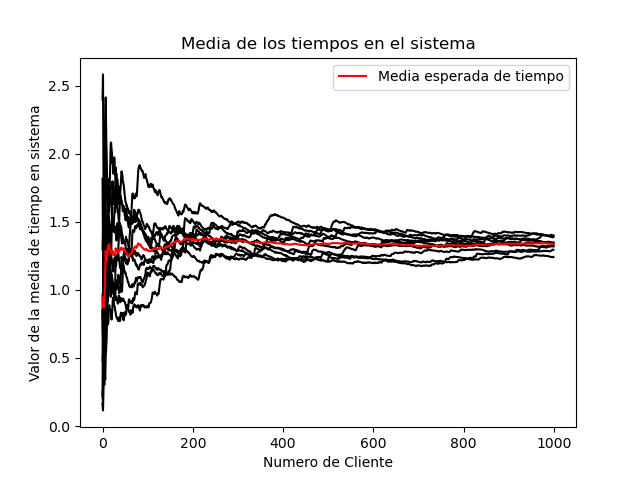 Media de los tiempos en el sistema
Media esperada de tiempo
Valor de la media de tiempo en sistema
2.5
2.0
1.5
1.0
0.5
0.0
0 200 400 600 800 1000
Numero de Cliente